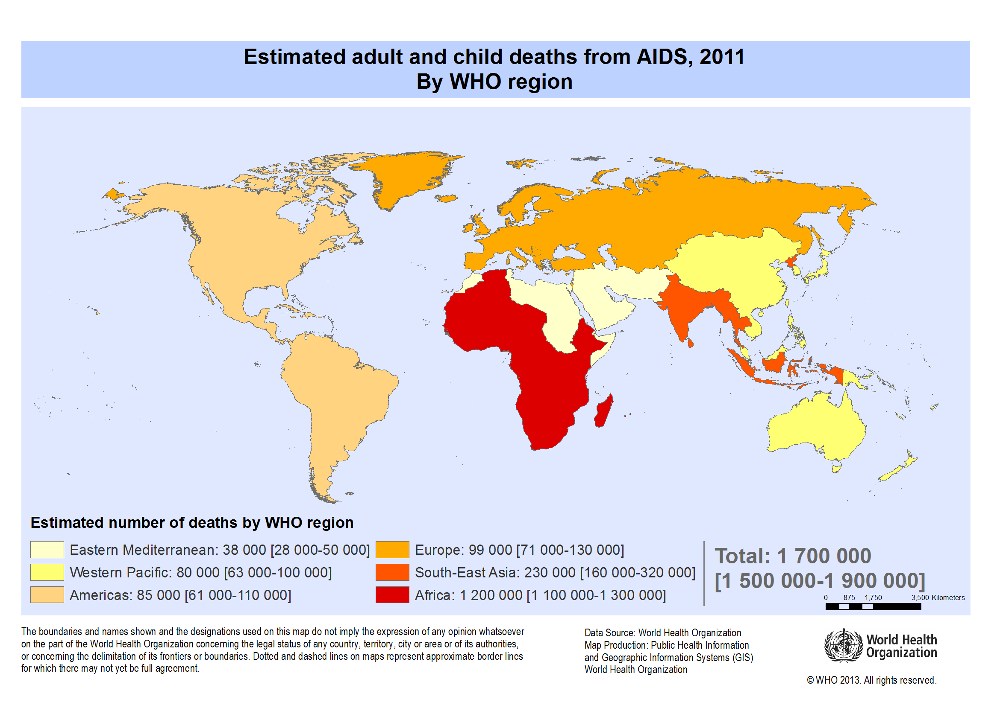 Estimated adult and child deaths from AIDS, 2011
By WHO region
Estimated number of deaths by WHO region
Eastern Mediterranean: 38 000 [28 000-50 000]
Western Pacific: 80 000 [63 000-100 000]
Americas: 85 000 [61 000-110 000]
Europe: 99 000 [71 000-130 000]
South-East Asia: 230 000 [160 000-320 000]
Africa: 1 200 000 [1 100 000-1 300 000]
Total: 1 700 000
[1 500 000-1 900 000]
0 875 1,750 3,500 Kilometers
The boundaries and names shown and the designations used on this map do not imply the expression of any opinion whatsoever
on the part of the World Health Organization concerning the legal status of any country, territory, city or area or of its authorities,
or concerning the delimitation of its frontiers or boundaries. Dotted and dashed lines on maps represent approximate border lines
for which there may not yet be full agreement.
Data Source: World Health Organization
Map Production: Public Health Information
and Geographic Information Systems (GIS)
World Health Organization
World Health
Organization
© WHO 2013. All rights reserved.